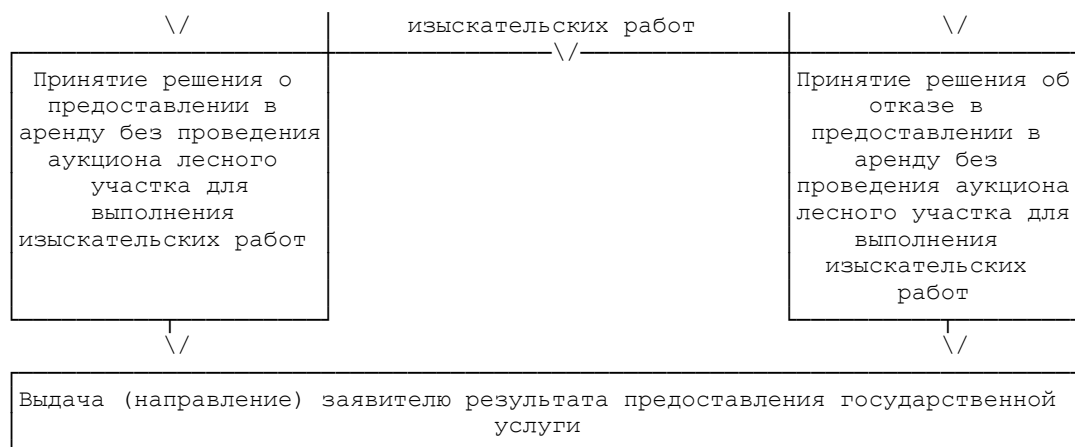 изыскательских работ
Принятие решения о
предоставлении в
аренду без проведения
аукциона лесного
участка для
выполнения
изыскательских работ
Принятие решения об
отказе в
предоставлении в
аренду без
проведения аукциона
лесного участка для
выполнения
изыскательских
работ
Выдача (направление) заявителю результата предоставления государственной
услуги